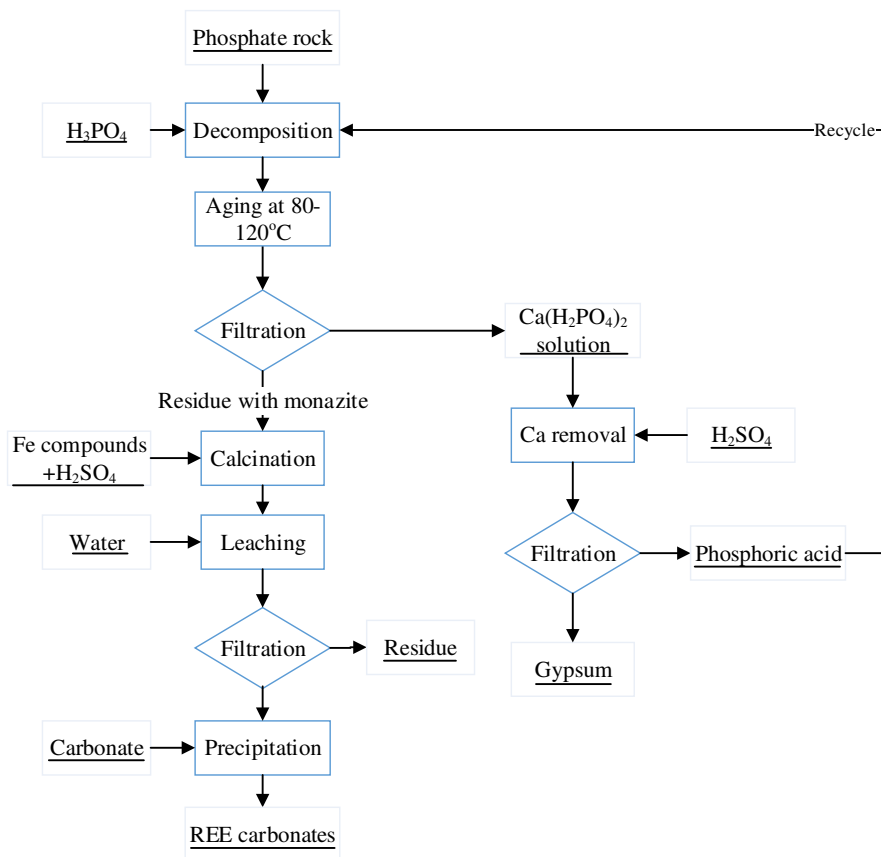 Phosphate rock
H₃PO₄
Decomposition
Recycle
Aging at 80-
120°C
Filtration
Ca(H₂PO₄)₂
solution
Residue with monazite
Fe compounds
+H₂SO₄
Calcination
Ca removal
H₂SO₄
Water
Leaching
Filtration
Phosphoric acid
Filtration
Residue
Gypsum
Carbonate
Precipitation
REE carbonates